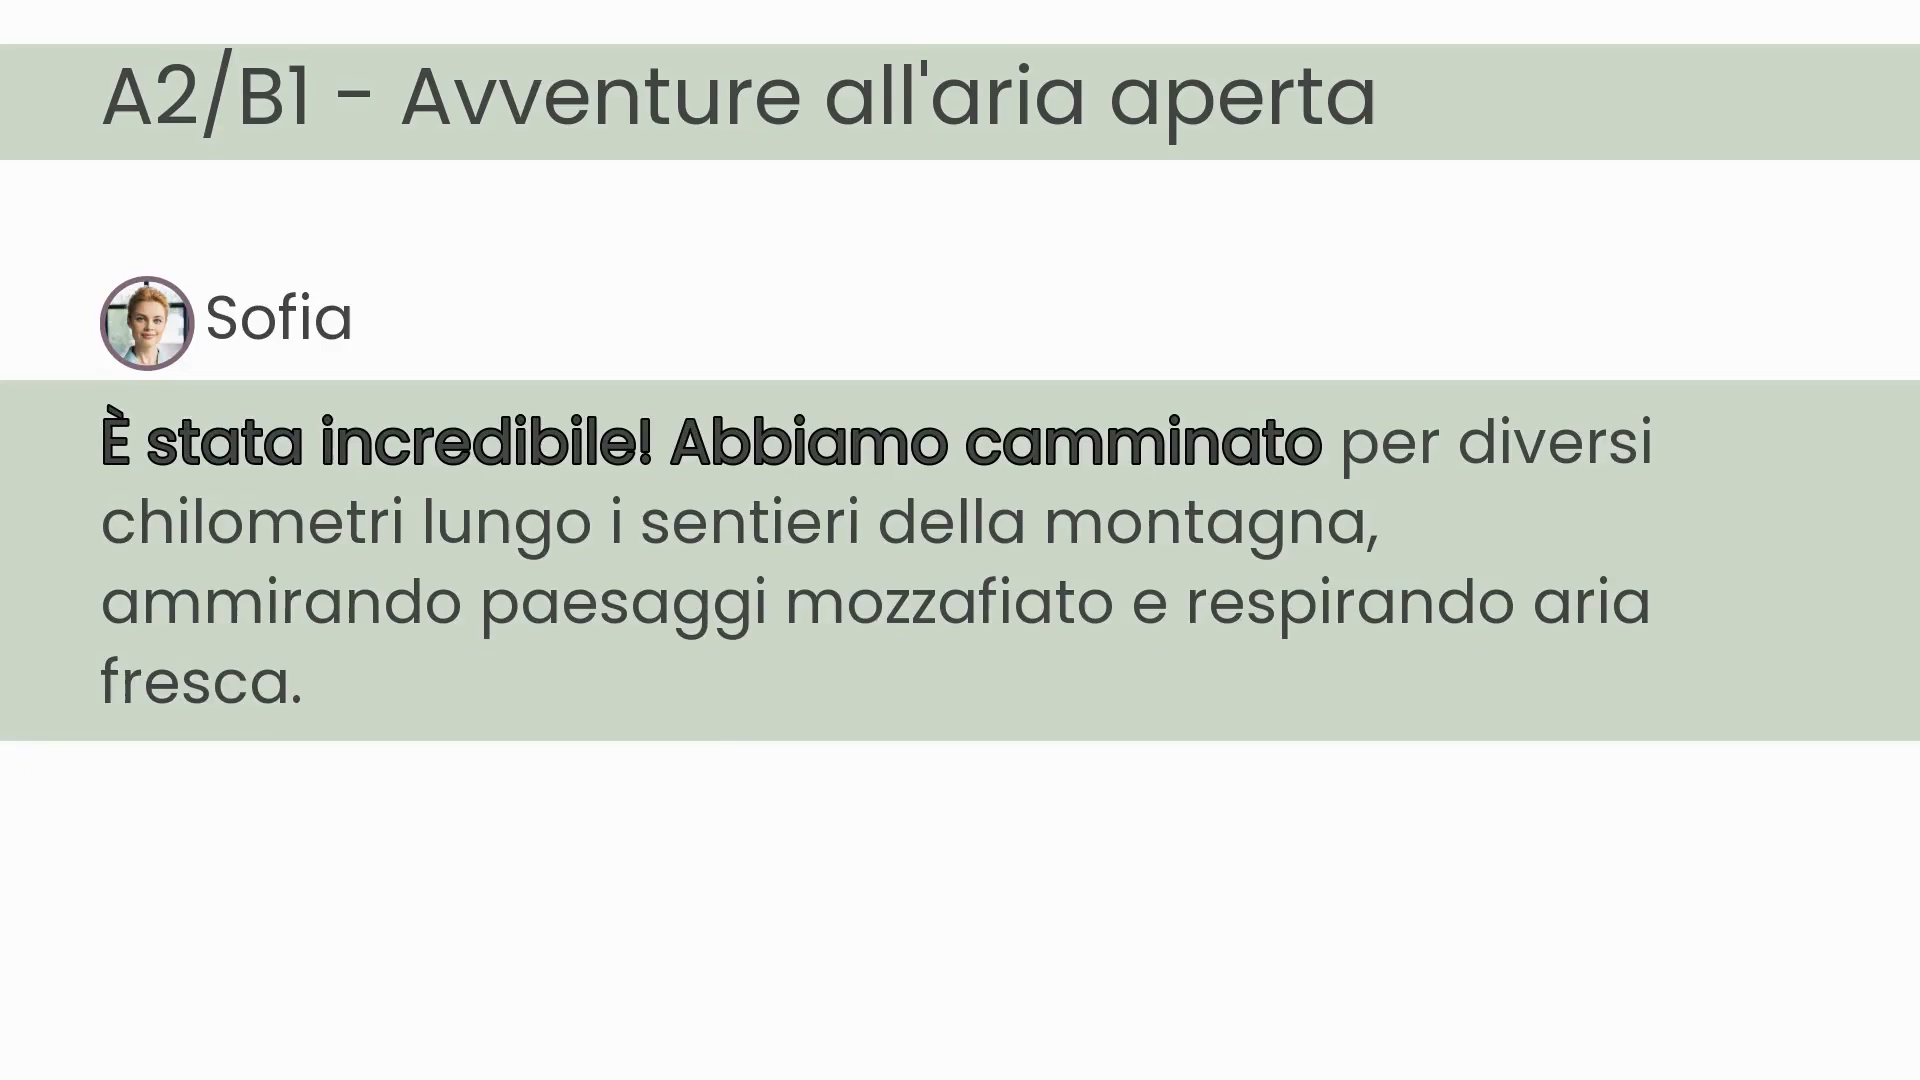 A2/B1 - Avventure all'aria aperta
Sofia
È stata incredibile! Abbiamo camminato per diversi
chilometri lungo i sentieri della montagna,
ammirando paesaggi mozzafiato e respirando aria
fresca.